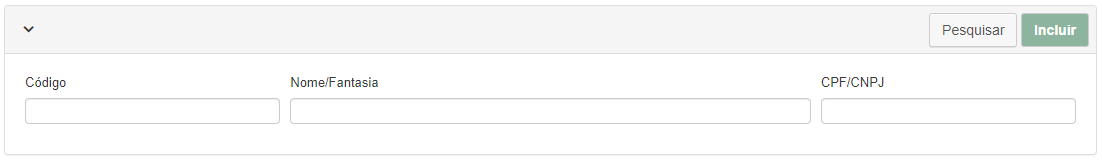 Pesquisar Incluir
Código Nome/Fantasia CPF/CNPJ